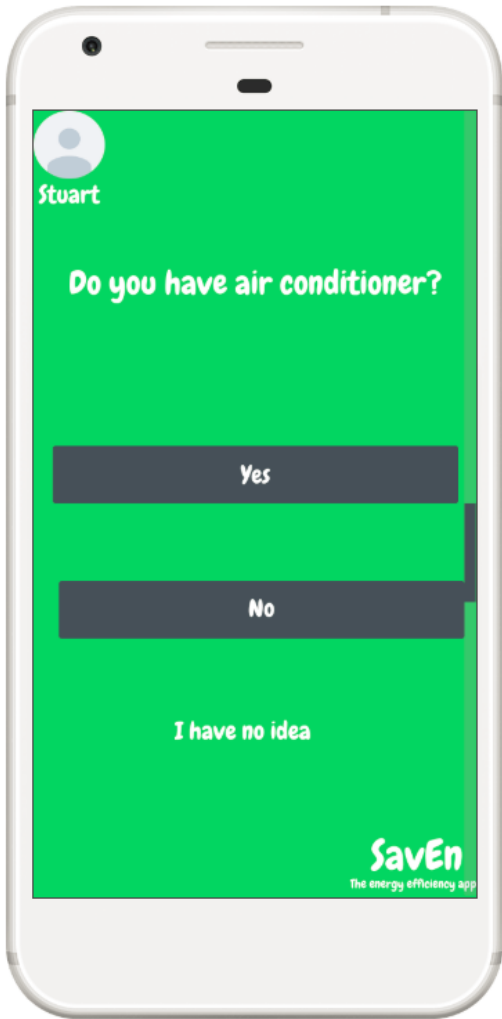 Stuart
Do you have air conditioner?
Yes
No
I have no idea
SavEn
The energy efficiency app